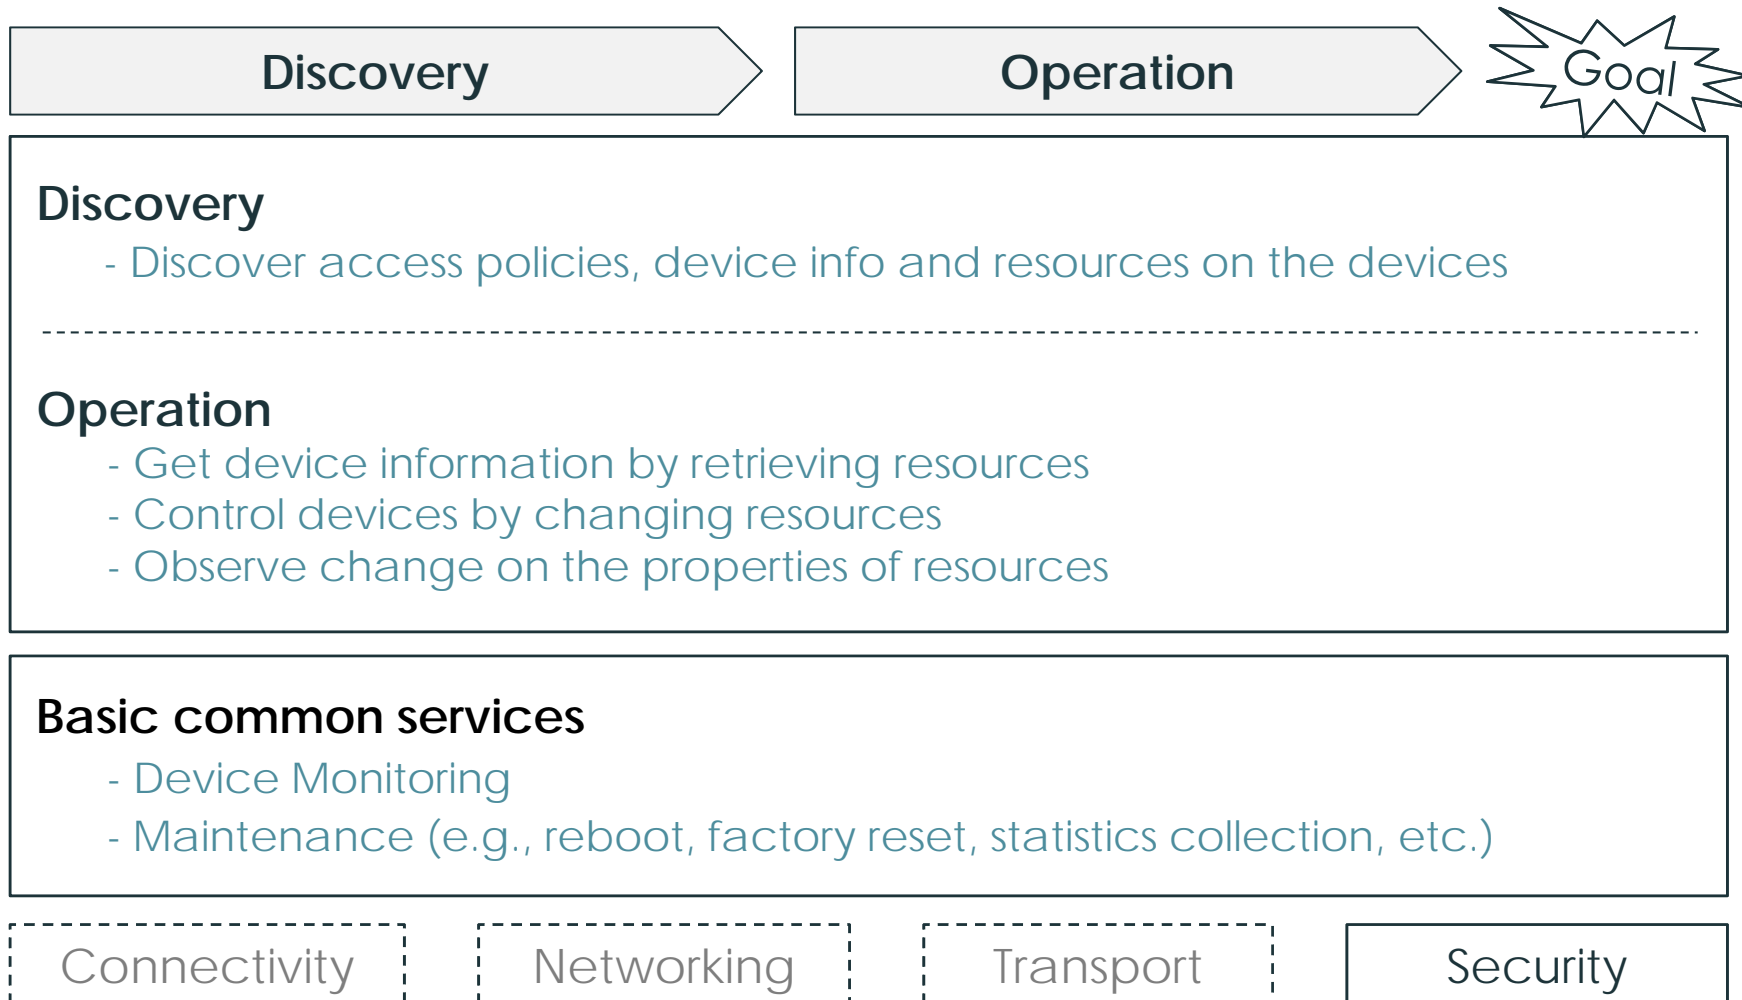 Discovery
Operation
Goal
Discovery
- Discover access policies, device info and resources on the devices
Operation
- Get device information by retrieving resources
- Control devices by changing resources
- Observe change on the properties of resources
Basic common services
- Device Monitoring
- Maintenance (e.g., reboot, factory reset, statistics collection, etc.)
Connectivity
Networking
Transport
Security